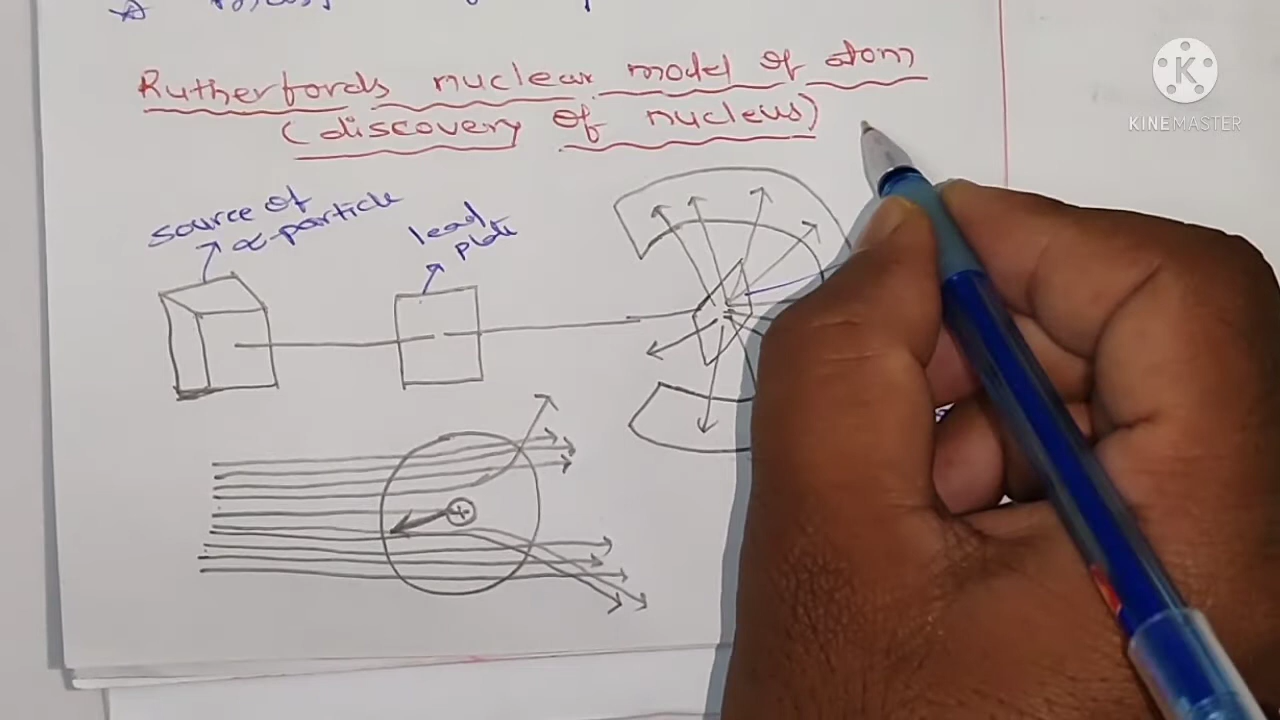 Rutherfords nuclear model of atom
(discovery of nucleus)
source of
α-particle
lead
plate
+
K
KINEMASTER